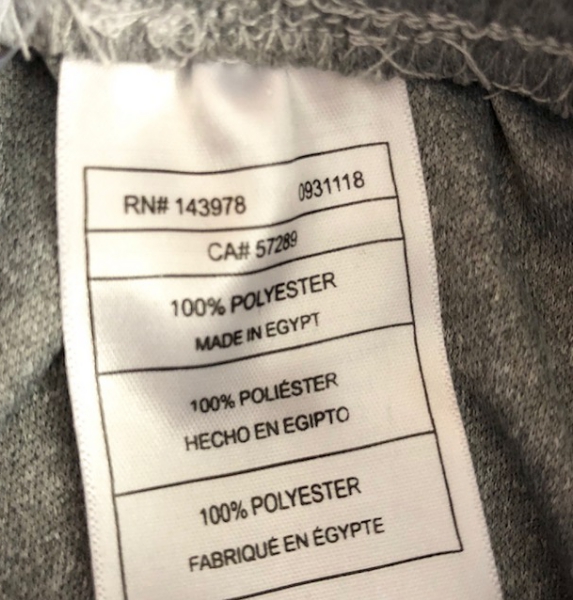 RN# 143978 0931118
CA# 57289
100% POLYESTER
MADE IN EGYPT
100% POLIÉSTER
HECHO EN EGIPTO
100% POLYESTER
FABRIQUÉ EN ÉGYPTE